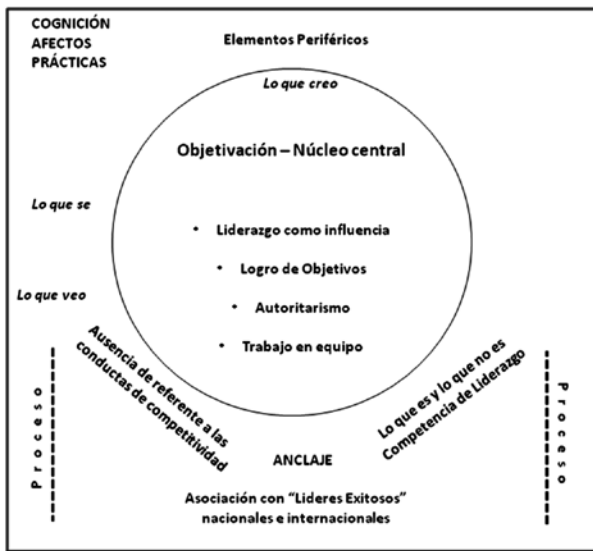 COGNICIÓN
AFECTOS
PRÁCTICAS
Elementos Periféricos
Lo que creo
Objetivación – Núcleo central
Lo que se
• Liderazgo como influencia
• Logro de Objetivos
Lo que veo
• Autoritarismo
• Trabajo en equipo
Proceso
Ausencia de referente a las
conductas de competitividad
Lo que es y lo que no es
Competencia de Liderazgo
Proceso
ANCLAJE
Asociación con “Lideres Exitosos”
nacionales e internacionales